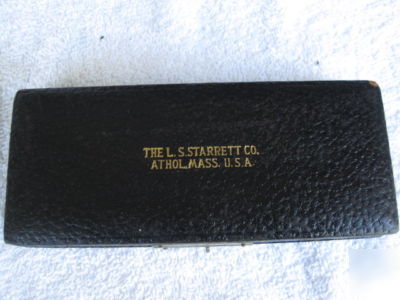 THE L. S. STARRETT CO.
ATHOL, MASS. U.S.A.